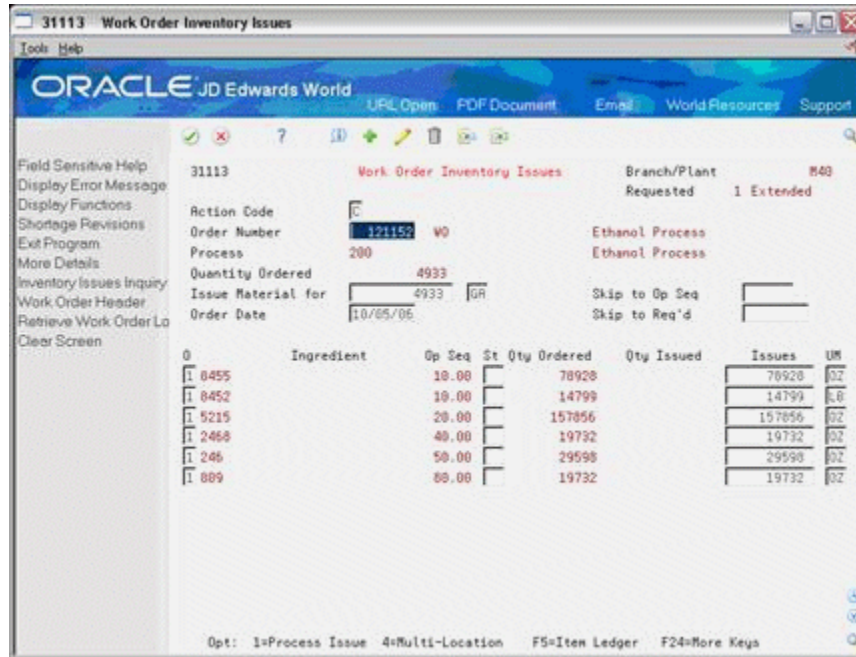 31113 Work Order Inventory Issues
Tools Help
ORACLE JD Edwards World
URL Open PDF Document Email World Resources Support
Field Sensitive Help
Display Error Message
Display Functions
Shortage Revisions
Exit Program
More Details
Inventory Issues Inquiry
Work Order Header
Retrieve Work Order Lo
Clear Screen
31113 Work Order Inventory Issues Branch/Plant M40
Requested 1 Extended
Action Code C
Order Number 121152 WO Ethanol Process
Process 200 Ethanol Process
Quantity Ordered 4933
Issue Material for 4933 GA Skip to Op Seq
Order Date 10/05/06 Skip to Req'd
O Ingredient Op Seq St Qty Ordered Qty Issued Issues UM
1 8455 10.00 78928 78928 OZ
1 8452 10.00 14799 14799 LB
1 5215 20.00 157856 157856 OZ
1 2468 40.00 19732 19732 OZ
1 246 50.00 29598 29598 OZ
1 889 80.00 19732 19732 OZ
Opt: 1=Process Issue 4=Multi-Location F5=Item Ledger F24=More Keys